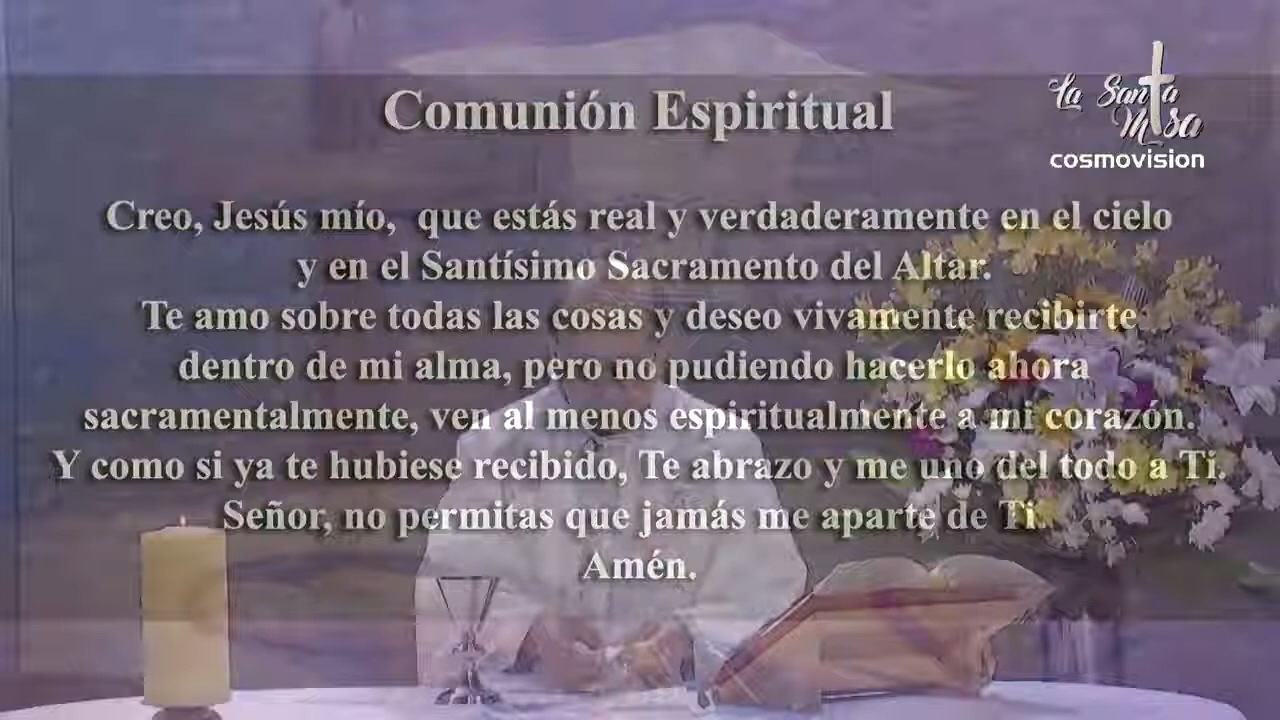 Comunión Espiritual
La Santa
Misa
cosmovision
Creo, Jesús mío, que estás real y verdaderamente en el cielo
y en el Santísimo Sacramento del Altar.
Te amo sobre todas las cosas y deseo vivamente recibirte
dentro de mi alma, pero no pudiendo hacerlo ahora
sacramentalmente, ven al menos espiritualmente a mi corazón.
Y como si ya te hubiese recibido, Te abrazo y me uno del todo a Ti.
Señor, no permitas que jamás me aparte de Ti.
Amén.